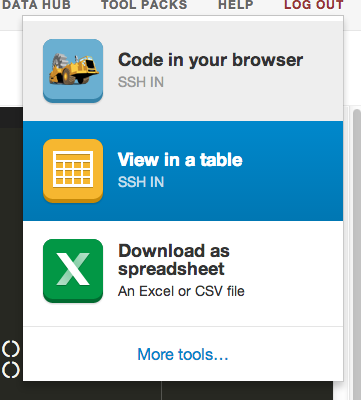 DATA HUB TOOL PACKS HELP LOG OUT
Code in your browser
SSH IN
View in a table
SSH IN
X
Download as
spreadsheet
An Excel or CSV file
More tools...